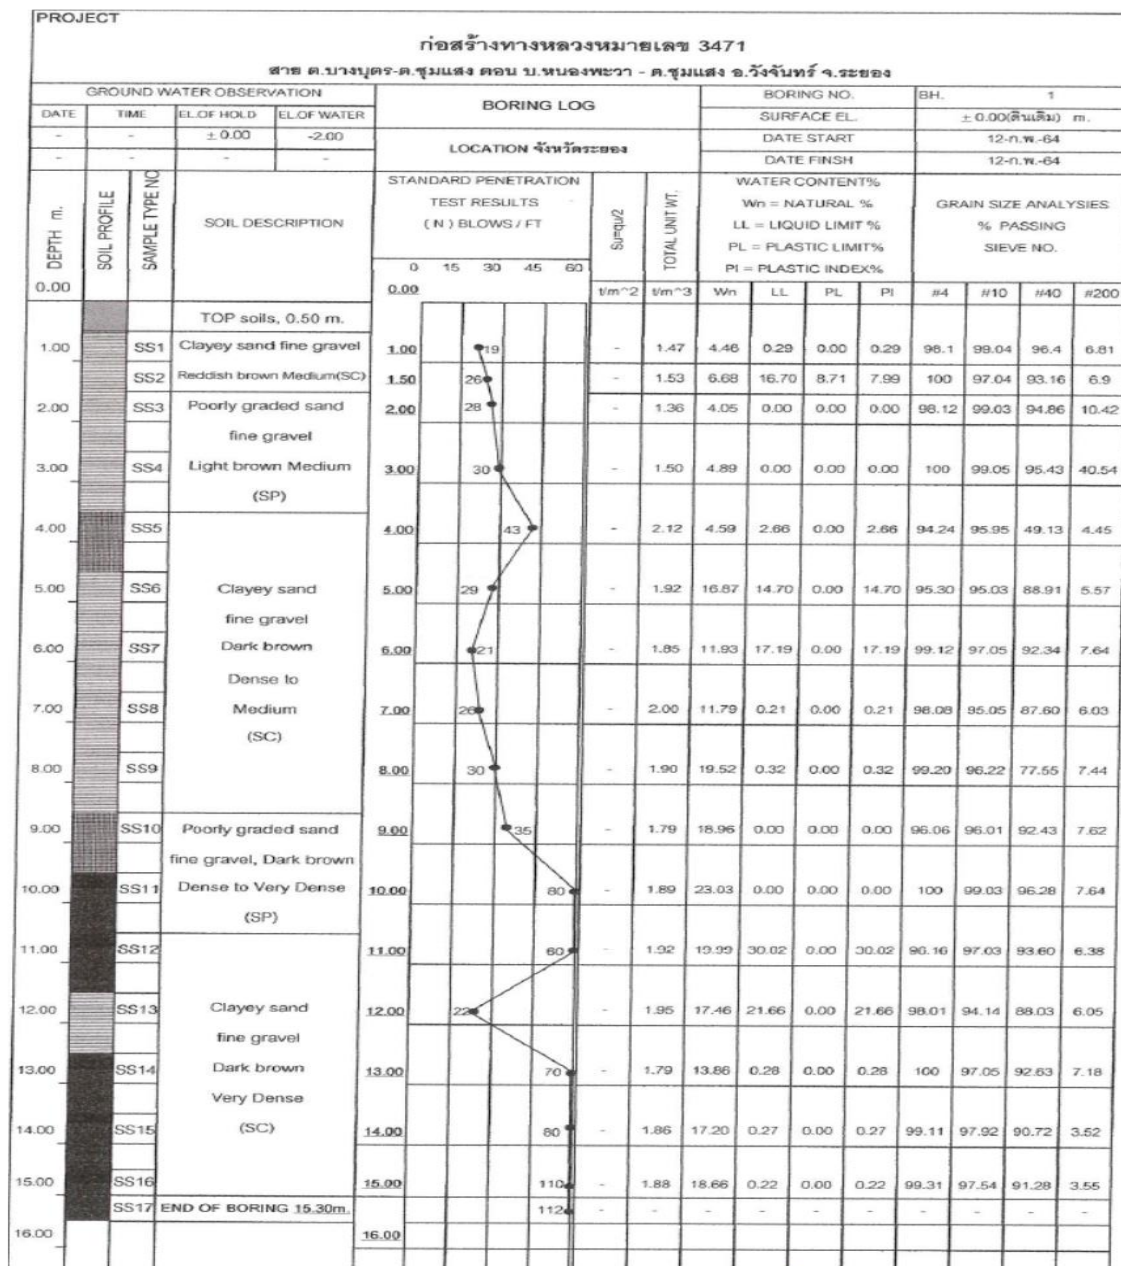 PROJECT
ก่อสร้างทางหลวงหมายเลข 3471
สาย ต.บางบุตร-ต.ชุมแสง ตอน บ.หนองพะวา - ต.ชุมแสง อ.วังจันทร์ จ.ระยอง
GROUND WATER OBSERVATION BORING LOG BORING NO. BH. 1
DATE TIME EL.OF HOLD EL.OF WATER SURFACE EL. ± 0.00(ดินเดิม) m.
- - ± 0.00 -2.00 LOCATION จังหวัดระยอง DATE START 12-ก.พ.-64
- - - - DATE FINSH 12-ก.พ.-64
DEPTH m. SOIL PROFILE SAMPLE TYPE NO SOIL DESCRIPTION
STANDARD PENETRATION
TEST RESULTS
( N ) BLOWS / FT
Su=qu/2 TOTAL UNIT WT.
WATER CONTENT%
Wn = NATURAL %
LL = LIQUID LIMIT %
PL = PLASTIC LIMIT%
PI = PLASTIC INDEX%
GRAIN SIZE ANALYSIES
% PASSING
SIEVE NO.
0 15 30 45 60
0.00 0.00 t/m^2 t/m^3 Wn LL PL PI #4 #10 #40 #200
TOP soils, 0.50 m.
1.00 SS1 Clayey sand fine gravel 1.00 19 - 1.47 4.46 0.29 0.00 0.29 98.1 99.04 96.4 6.81
SS2 Reddish brown Medium(SC) 1.50 26 - 1.53 6.68 16.70 8.71 7.99 100 97.04 93.16 6.9
2.00 SS3 Poorly graded sand 2.00 28 - 1.36 4.05 0.00 0.00 0.00 98.12 99.03 94.86 10.42
fine gravel
3.00 SS4 Light brown Medium 3.00 30 - 1.50 4.89 0.00 0.00 0.00 100 99.05 95.43 40.54
(SP)
4.00 SS5 4.00 43 - 2.12 4.59 2.66 0.00 2.66 94.24 95.95 49.13 4.45
5.00 SS6 Clayey sand 5.00 29 - 1.92 16.87 14.70 0.00 14.70 95.30 95.03 88.91 5.57
fine gravel
6.00 SS7 Dark brown 6.00 21 - 1.85 11.93 17.19 0.00 17.19 99.12 97.05 92.34 7.64
Dense to
7.00 SS8 Medium 7.00 26 - 2.00 11.79 0.21 0.00 0.21 98.08 95.05 87.60 6.03
(SC)
8.00 SS9 8.00 30 - 1.90 19.52 0.32 0.00 0.32 99.20 96.22 77.55 7.44
9.00 SS10 Poorly graded sand 9.00 35 - 1.79 18.96 0.00 0.00 0.00 96.06 96.01 92.43 7.62
fine gravel, Dark brown
10.00 SS11 Dense to Very Dense 10.00 80 - 1.89 23.03 0.00 0.00 0.00 100 99.03 96.28 7.64
(SP)
11.00 SS12 11.00 60 - 1.92 19.99 30.02 0.00 30.02 96.16 97.03 93.60 6.38
12.00 SS13 Clayey sand 12.00 22 - 1.95 17.46 21.66 0.00 21.66 98.01 94.14 88.03 6.05
fine gravel
13.00 SS14 Dark brown 13.00 70 - 1.79 13.86 0.28 0.00 0.28 100 97.05 92.63 7.18
Very Dense
14.00 SS15 (SC) 14.00 80 - 1.86 17.20 0.27 0.00 0.27 99.11 97.92 90.72 3.52
15.00 SS16 15.00 110 - 1.88 18.66 0.22 0.00 0.22 99.31 97.54 91.28 3.55
SS17 END OF BORING 15.30m. 112 - - - - - - - - - -
16.00 16.00